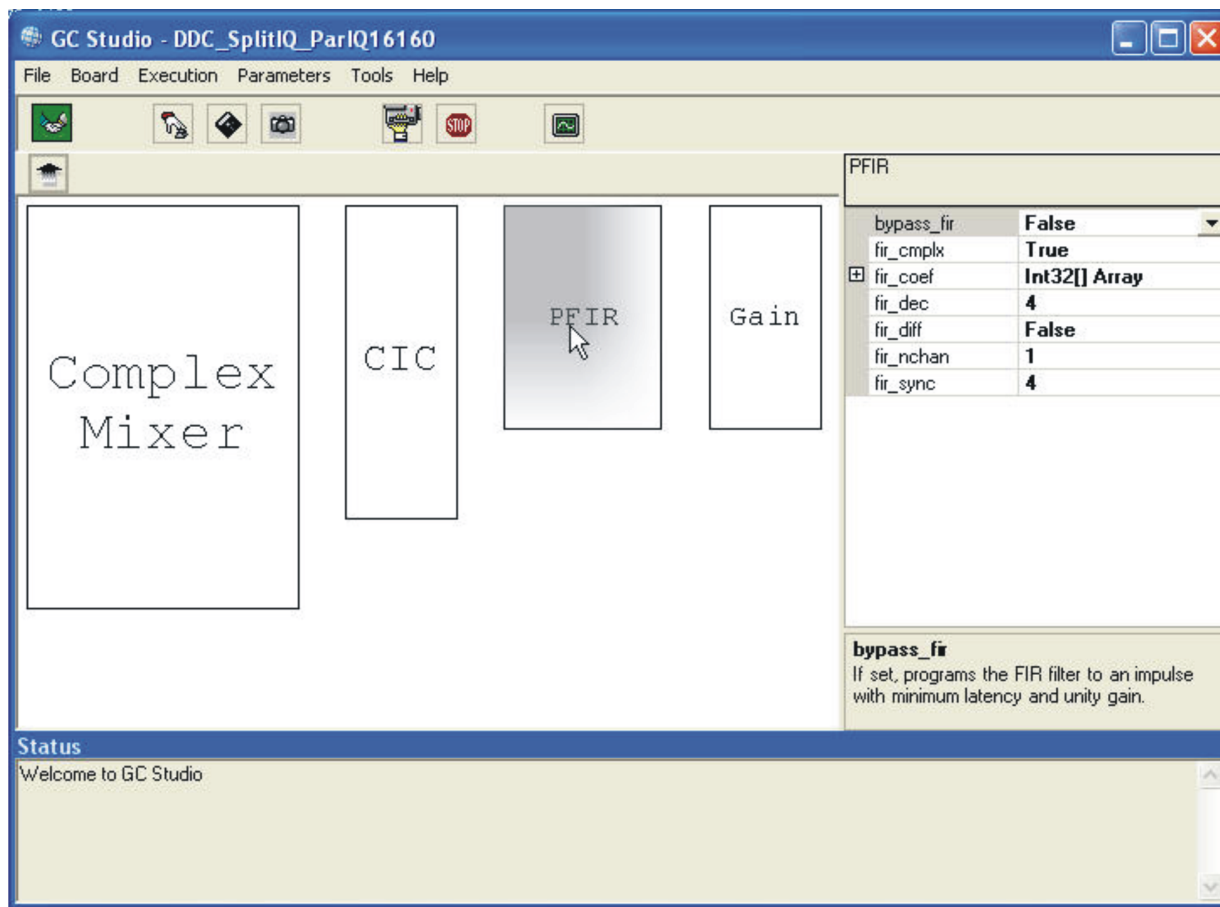 GC Studio - DDC_SplitIQ_ParIQ16160
File Board Execution Parameters Tools Help
STOP
PFIR
Complex
Mixer
CIC
PFIR
Gain
bypass_fir False
fir_cmplx True
fir_coef Int32[] Array
fir_dec 4
fir_diff False
fir_nchan 1
fir_sync 4
bypass_fir
If set, programs the FIR filter to an impulse
with minimum latency and unity gain.
Status
Welcome to GC Studio